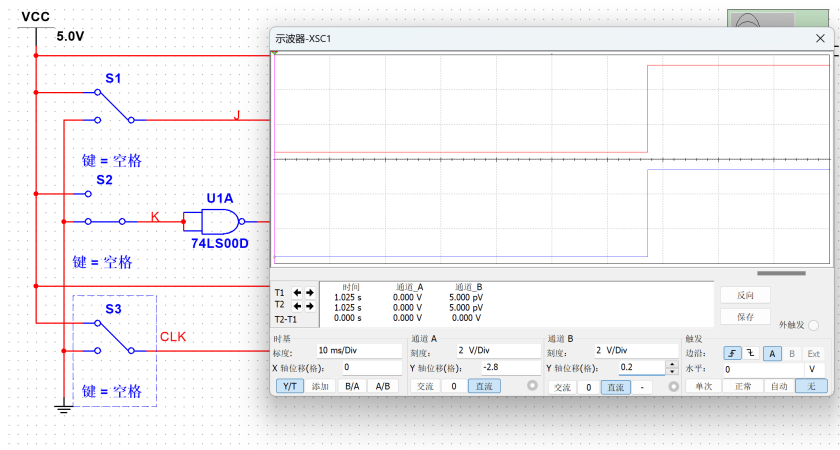 VCC
5.0V
S1
J
键 = 空格
S2
K
U1A
74LS00D
键 = 空格
S3
CLK
键 = 空格
示波器-XSC1
时间 通道_A 通道_B
T1 1.025 s 0.000 V 5.000 pV
T2 1.025 s 0.000 V 5.000 pV
T2-T1 0.000 s 0.000 V 0.000 V
反向
保存
外触发
时基
标度: 10 ms/Div
X 轴位移(格): 0
Y/T 添加 B/A A/B
通道 A
刻度: 2 V/Div
Y 轴位移(格): -2.8
交流 0 直流
通道 B
刻度: 2 V/Div
Y 轴位移(格): 0.2
交流 0 直流 -
触发
边沿: A B Ext
水平: 0 V
单次 正常 自动 无